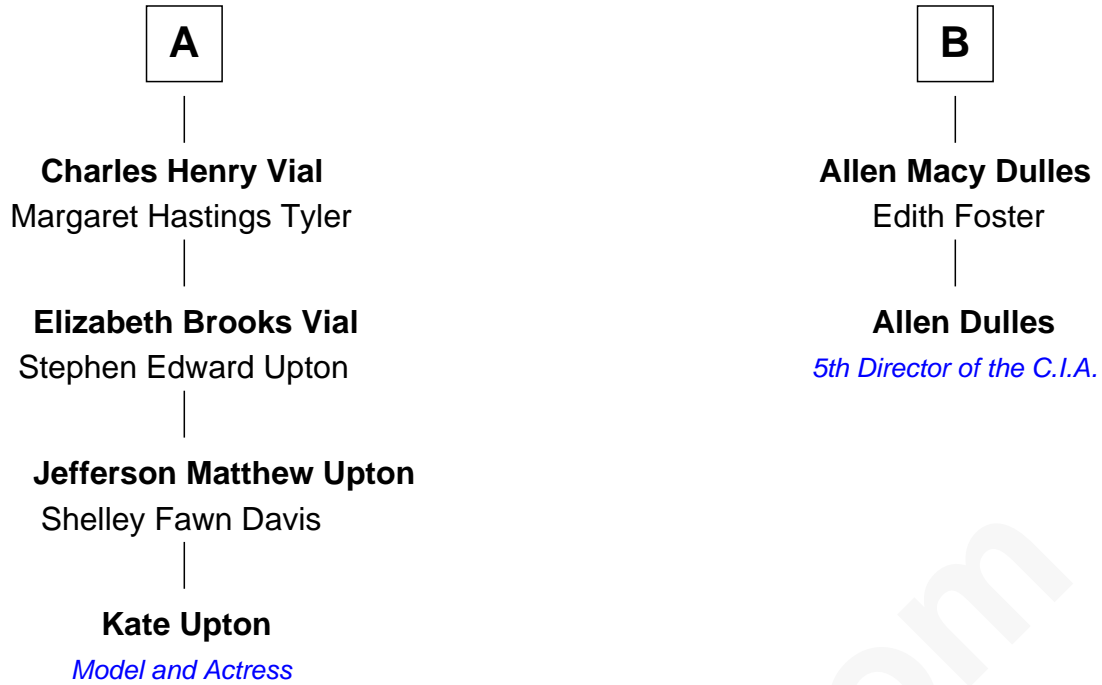 A
Charles Henry Vial
Margaret Hastings Tyler
Elizabeth Brooks Vial
Stephen Edward Upton
Jefferson Matthew Upton
Shelley Fawn Davis
Kate Upton
Model and Actress
B
Allen Macy Dulles
Edith Foster
Allen Dulles
5th Director of the C.I.A.
om